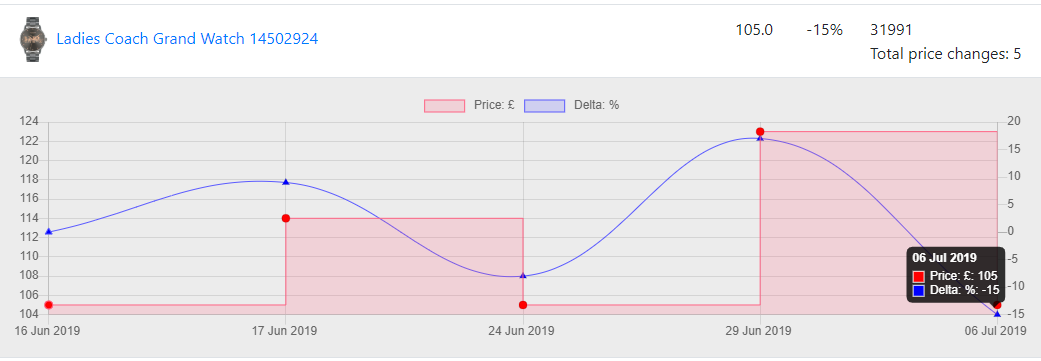 Ladies Coach Grand Watch 14502924 105.0 -15% 31991
Total price changes: 5
Price: £ Delta: %
124 20
122
120 15
118
116 10
114 5
112 0
110
108 -5
106 -10
104 -15
06 Jul 2019
Price: £: 105
Delta: %: -15
16 Jun 2019 17 Jun 2019 24 Jun 2019 29 Jun 2019 06 Jul 2019